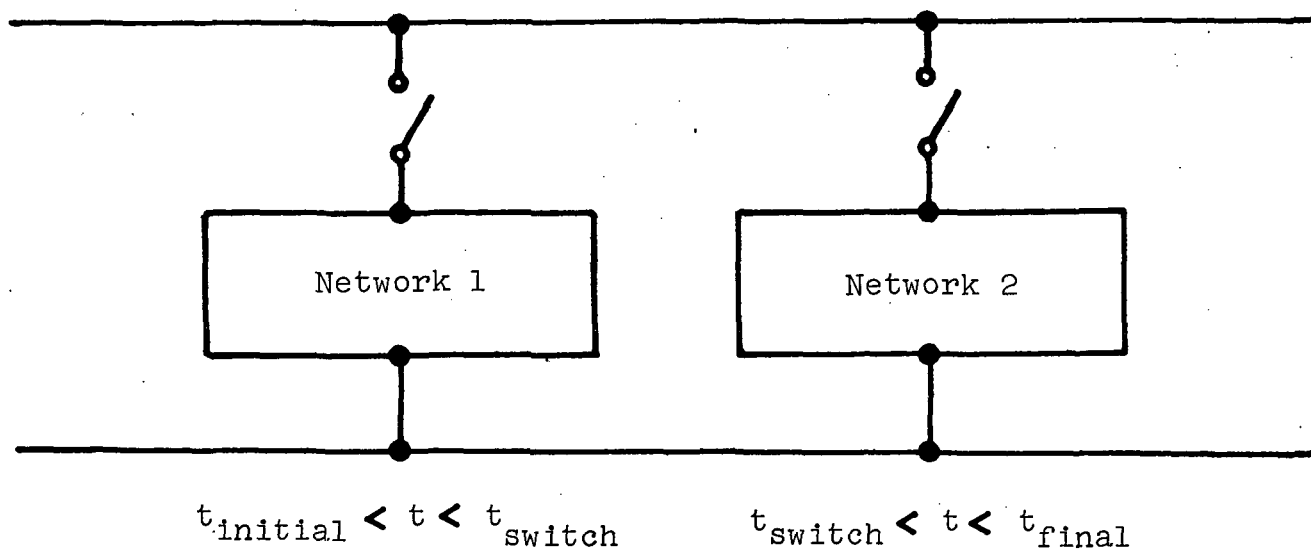 Network 1
Network 2
t_initial < t < t_switch
t_switch < t < t_final